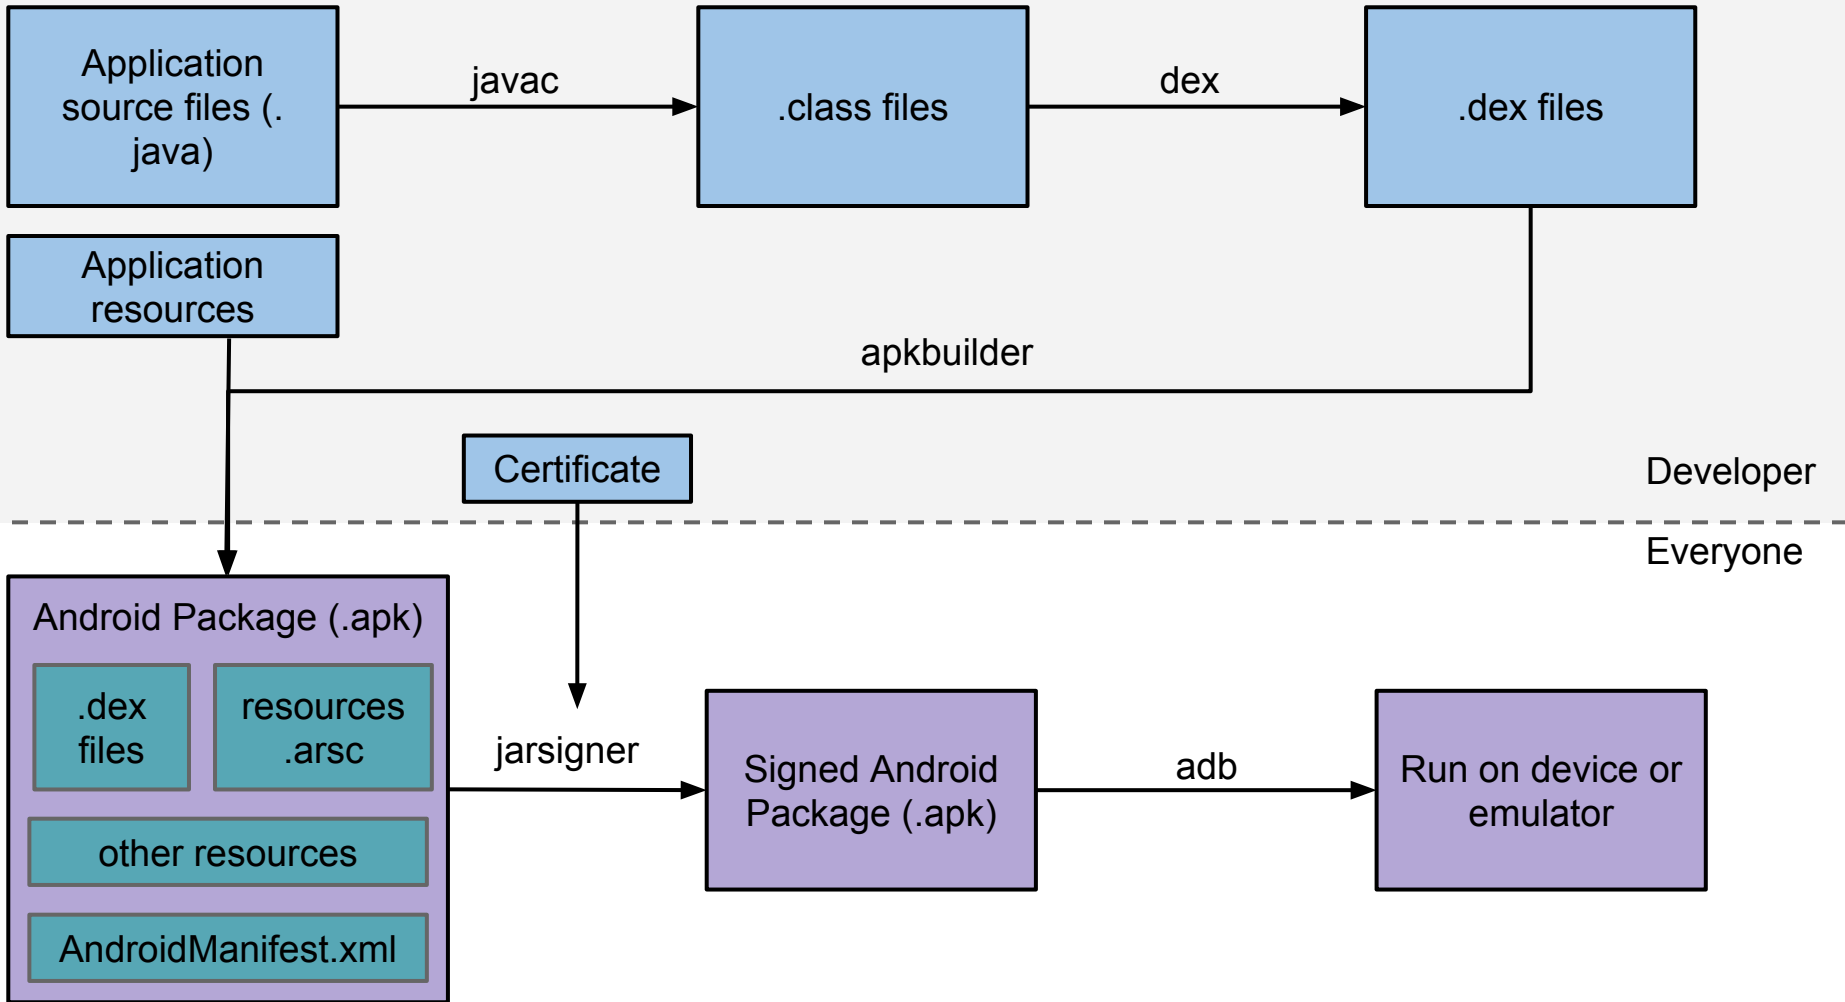 Application
source files (.
java)
javac
.class files
dex
.dex files
Application
resources
apkbuilder
Certificate
Developer
Everyone
Android Package (.apk)
.dex
files
resources
.arsc
other resources
AndroidManifest.xml
jarsigner
Signed Android
Package (.apk)
adb
Run on device or
emulator